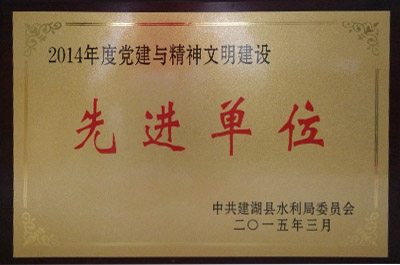 2014年度党建与精神文明建设
先进单位
中共建湖县水利局委员会
二〇一五年三月